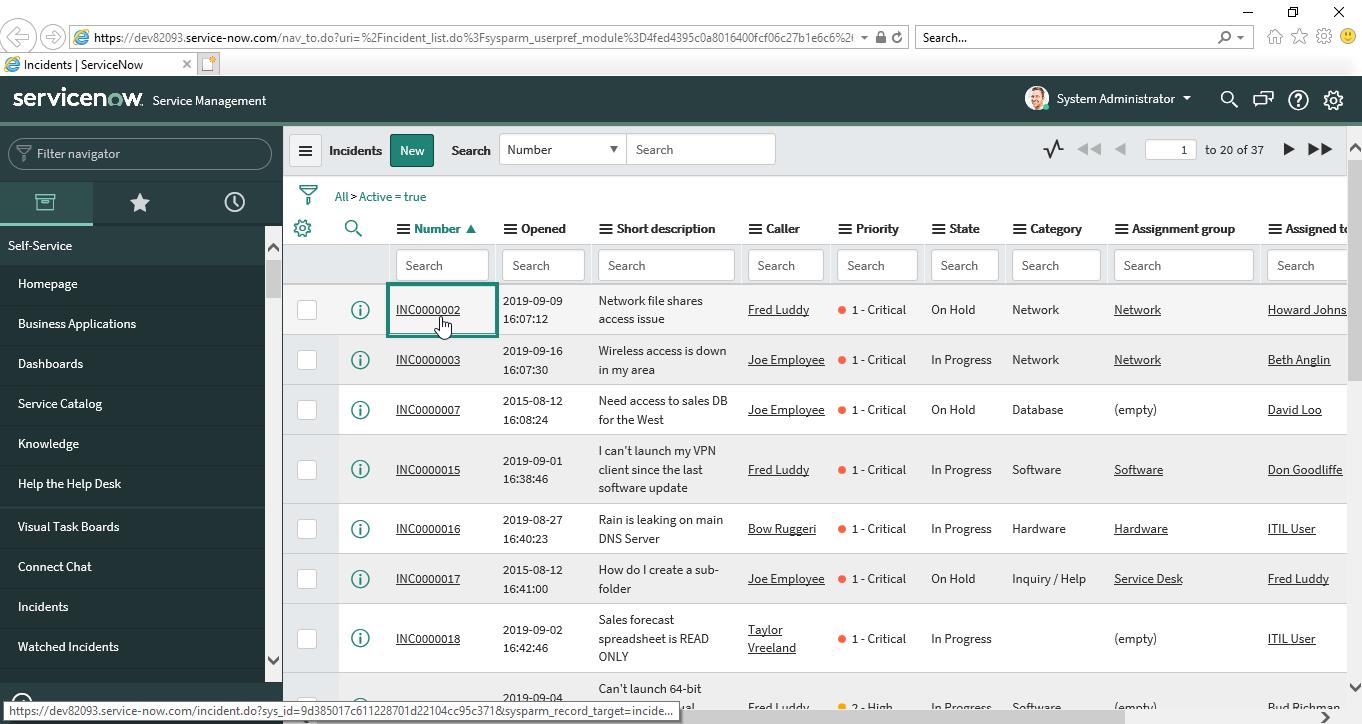 https://dev82093.service-now.com/nav_to.do?uri=%2Fincident_list.do%3Fsysparm_userpref_module%3D4fed4395c0a8016400fcf06c27b1e6c6%2
Search...
Incidents | ServiceNow
servicenow. Service Management
System Administrator
Filter navigator
Incidents New Search Number Search
1 to 20 of 37
All > Active = true
Number Opened Short description Caller Priority State Category Assignment group Assigned to
Search Search Search Search Search Search Search Search Search
INC0000002 2019-09-09 16:07:12 Network file shares access issue Fred Luddy 1 - Critical On Hold Network Network Howard Johns
INC0000003 2019-09-16 16:07:30 Wireless access is down in my area Joe Employee 1 - Critical In Progress Network Network Beth Anglin
INC0000007 2015-08-12 16:08:24 Need access to sales DB for the West Joe Employee 1 - Critical On Hold Database (empty) David Loo
INC0000015 2019-09-01 16:38:46 I can't launch my VPN client since the last software update Fred Luddy 1 - Critical In Progress Software Software Don Goodliffe
INC0000016 2019-08-27 16:40:23 Rain is leaking on main DNS Server Bow Ruggeri 1 - Critical In Progress Hardware Hardware ITIL User
INC0000017 2015-08-12 16:41:00 How do I create a sub-folder Joe Employee 1 - Critical On Hold Inquiry / Help Service Desk Fred Luddy
INC0000018 2019-09-02 16:42:46 Sales forecast spreadsheet is READ ONLY Taylor Vreeland 1 - Critical In Progress (empty) ITIL User
2019-09-04 Can't launch 64-bit Fred Luddy 2 - High In Progress Software (empty) Bud Richman
Self-Service
Homepage
Business Applications
Dashboards
Service Catalog
Knowledge
Help the Help Desk
Visual Task Boards
Connect Chat
Incidents
Watched Incidents
https://dev82093.service-now.com/incident.do?sys_id=9d385017c611228701d22104cc95c371&sysparm_record_target=incide...